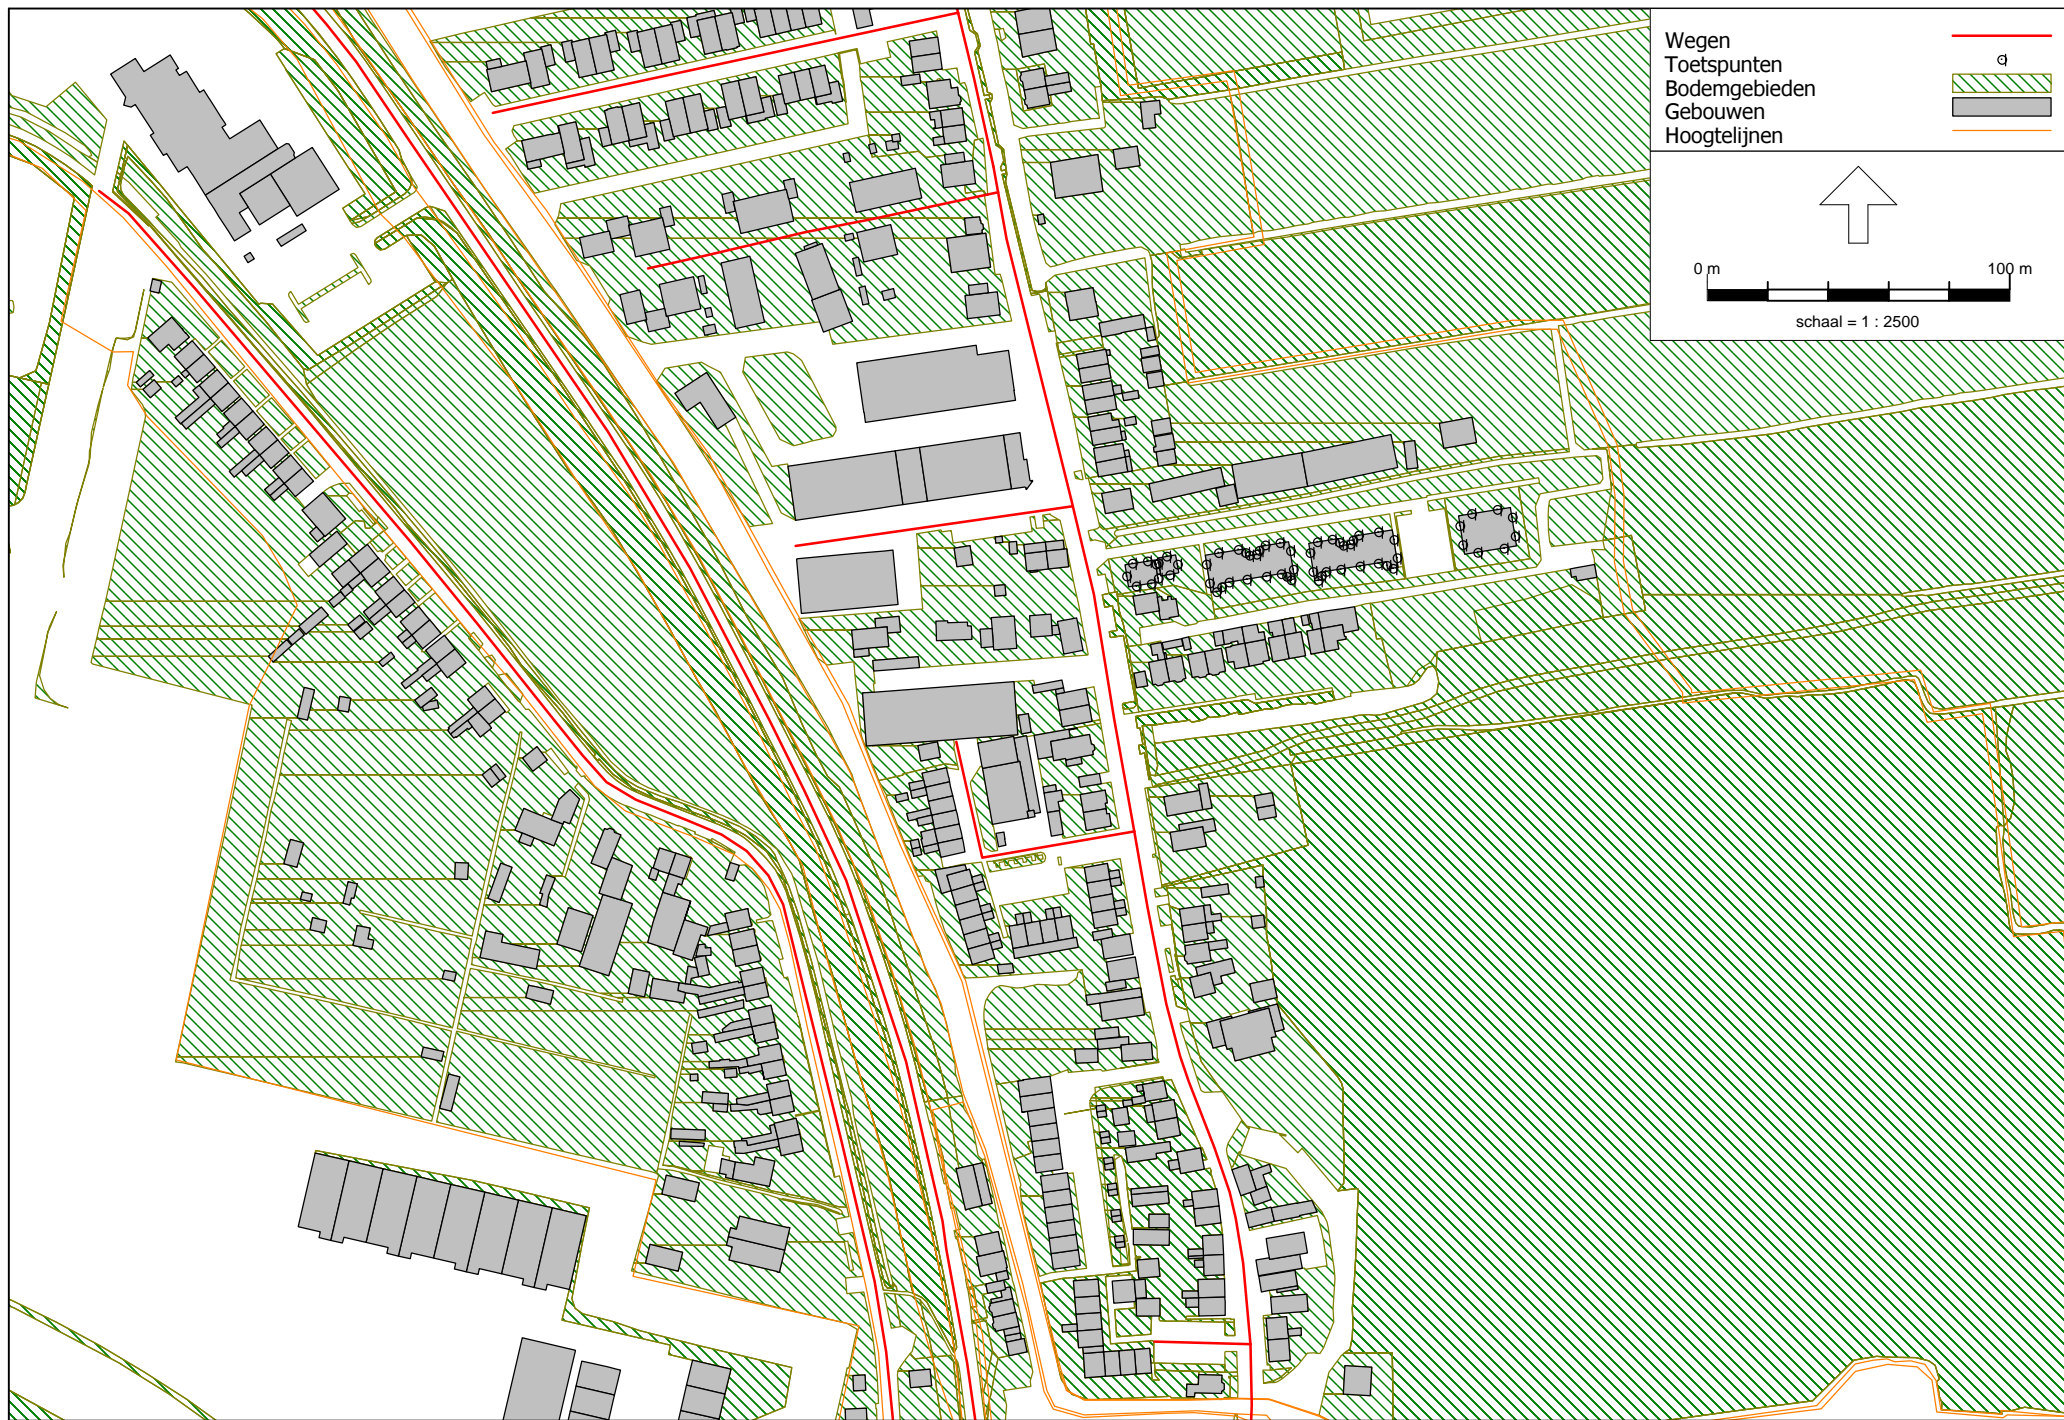 Wegen
Toetspunten
Bodemgebieden
Gebouwen
Hoogtelijnen
0 m 100 m
schaal = 1 : 2500